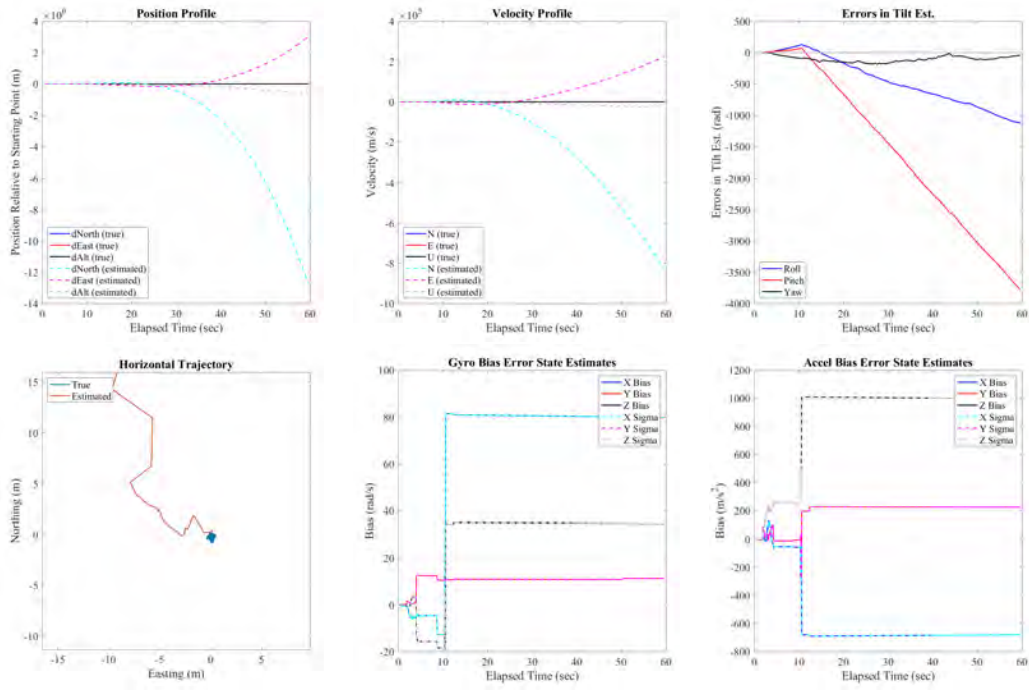 Position Profile
×10⁶
Position Relative to Starting Point (m)
4
2
0
-2
-4
-6
-8
-10
-12
-14
dNorth (true)
dEast (true)
dAlt (true)
dNorth (estimated)
dEast (estimated)
dAlt (estimated)
0 10 20 30 40 50 60
Elapsed Time (sec)
Velocity Profile
×10⁵
Velocity (m/s)
4
2
0
-2
-4
-6
-8
-10
N (true)
E (true)
U (true)
N (estimated)
E (estimated)
U (estimated)
0 10 20 30 40 50 60
Elapsed Time (sec)
Errors in Tilt Est.
Errors in Tilt Est. (rad)
500
0
-500
-1000
-1500
-2000
-2500
-3000
-3500
-4000
Roll
Pitch
Yaw
0 10 20 30 40 50 60
Elapsed Time (sec)
Horizontal Trajectory
Northing (m)
15
10
5
0
-5
-10
True
Estimated
-15 -10 -5 0 5
Easting (m)
Gyro Bias Error State Estimates
Bias (rad/s)
100
80
60
40
20
0
-20
X Bias
Y Bias
Z Bias
X Sigma
Y Sigma
Z Sigma
0 10 20 30 40 50 60
Elapsed Time (sec)
Accel Bias Error State Estimates
Bias (m/s²)
1200
1000
800
600
400
200
0
-200
-400
-600
-800
X Bias
Y Bias
Z Bias
X Sigma
Y Sigma
Z Sigma
0 10 20 30 40 50 60
Elapsed Time (sec)